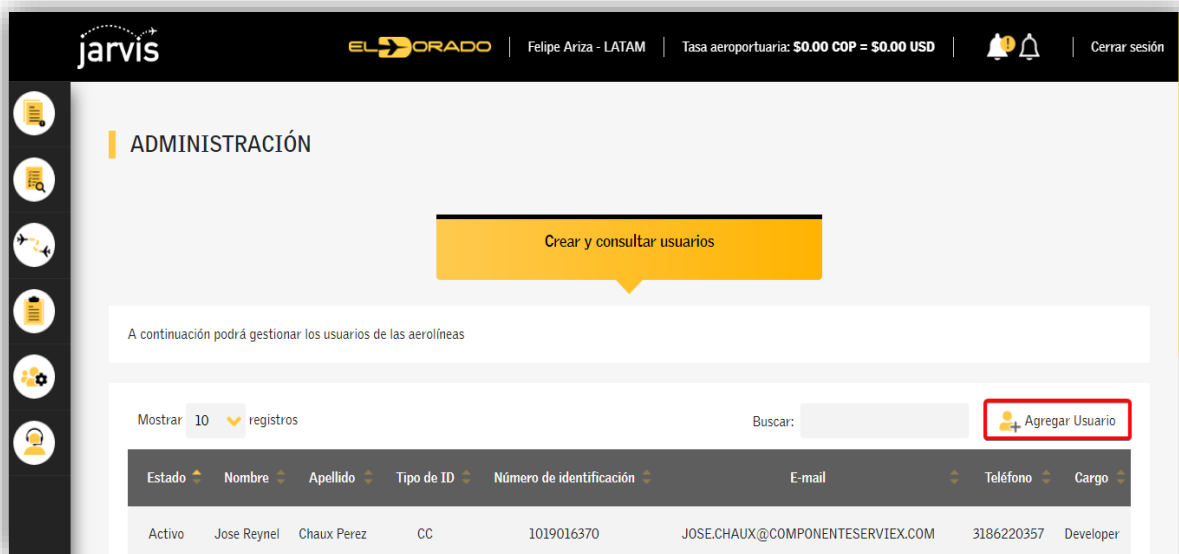 jarvis
EL DORADO
Felipe Ariza - LATAM
Tasa aeroportuaria: $0.00 COP = $0.00 USD
Cerrar sesión
ADMINISTRACIÓN
Crear y consultar usuarios
A continuación podrá gestionar los usuarios de las aerolíneas
Mostrar 10 registros
Buscar:
Agregar Usuario
Estado Nombre Apellido Tipo de ID Número de identificación E-mail Teléfono Cargo
Activo Jose Reynel Chaux Perez CC 1019016370 JOSE.CHAUX@COMPONENTESERVIEX.COM 3186220357 Developer